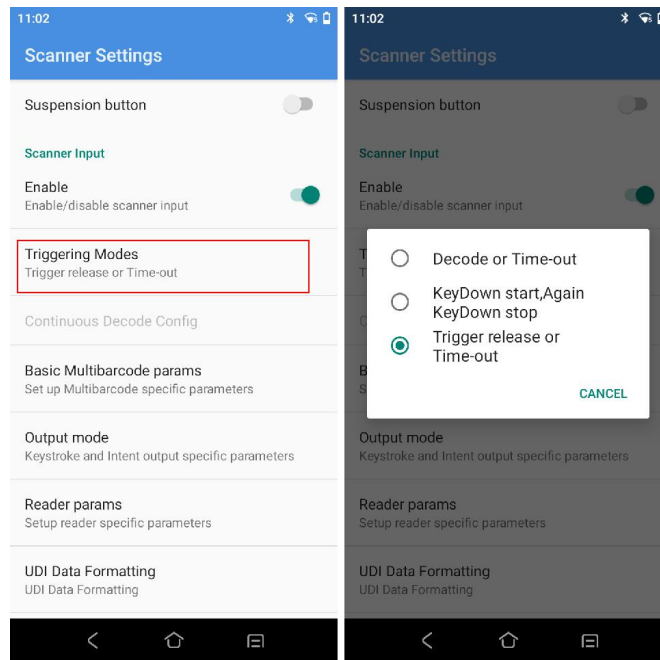 11:02
Scanner Settings
Suspension button
Scanner Input
Enable
Enable/disable scanner input
Triggering Modes
Trigger release or Time-out
Continuous Decode Config
Basic Multibarcode params
Set up Multibarcode specific parameters
Output mode
Keystroke and Intent output specific parameters
Reader params
Setup reader specific parameters
UDI Data Formatting
UDI Data Formatting
11:02
Scanner Settings
Suspension button
Scanner Input
Enable
Enable/disable scanner input
T
T
Decode or Time-out
KeyDown start,Again
KeyDown stop
Trigger release or
Time-out
CANCEL
C
B
S
Output mode
Keystroke and Intent output specific parameters
Reader params
Setup reader specific parameters
UDI Data Formatting
UDI Data Formatting